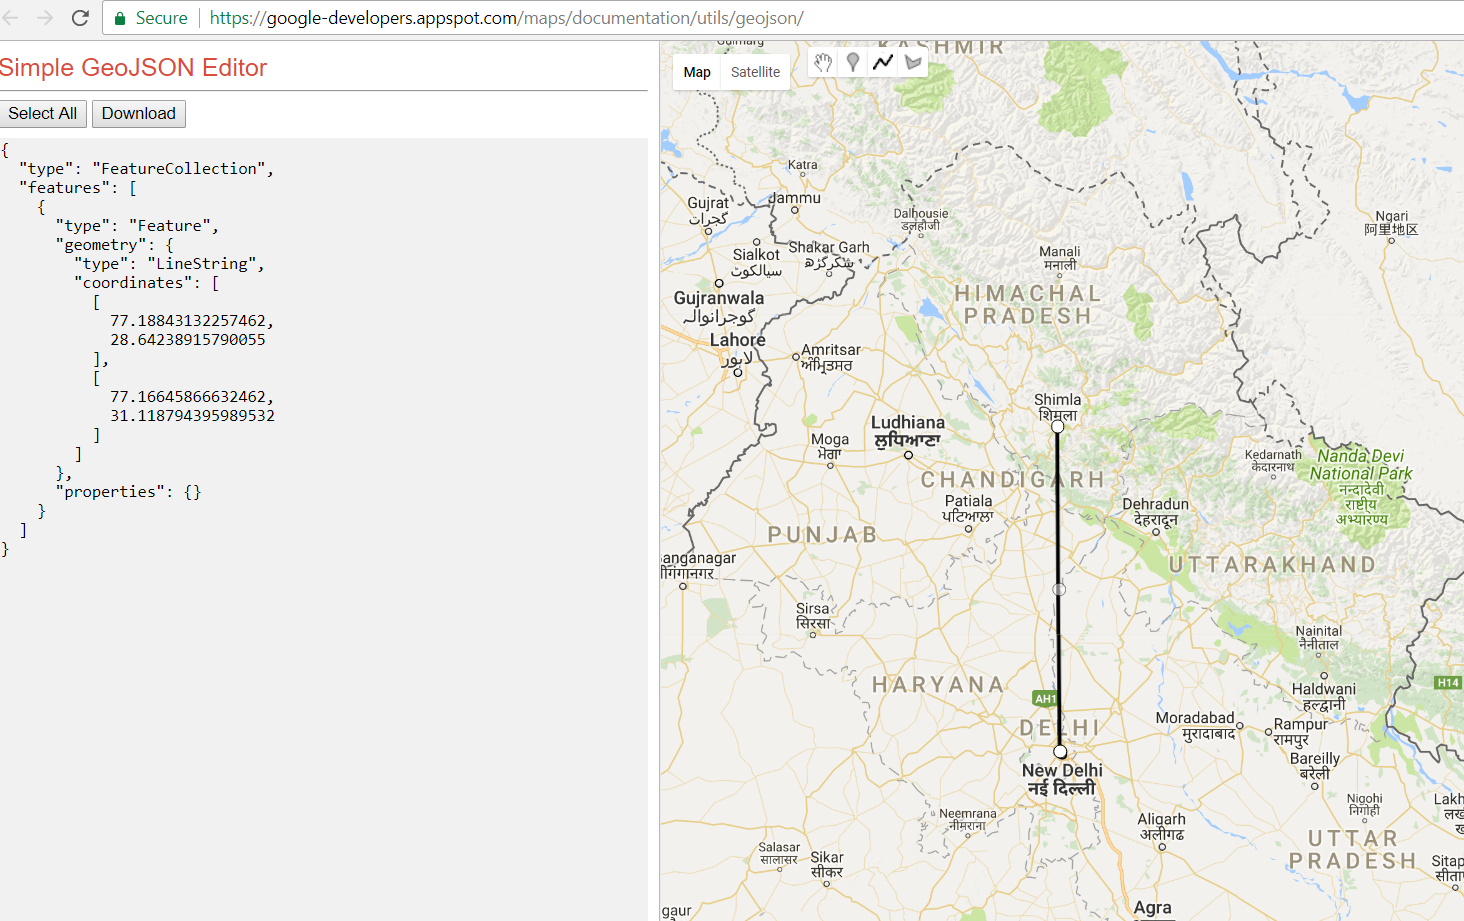 Secure https://google-developers.appspot.com/maps/documentation/utils/geojson/
Simple GeoJSON Editor
Select All Download
{
"type": "FeatureCollection",
"features": [
{
"type": "Feature",
"geometry": {
"type": "LineString",
"coordinates": [
[
77.18843132257462,
28.64238915790055
],
[
77.16645866632462,
31.118794395989532
]
]
},
"properties": {}
}
]
}
Map Satellite
KASHMIR
Katra
Gujrat
گجرات
Jammu
Dalhousie
डलहौजी
Ngari
阿里地区
Sialkot
سیالکوٹ
Shakar Garh
شکرگڑھ
Manali
मनाली
Gujranwala
گوجرانوالہ
HIMACHAL
PRADESH
Lahore
لاہور
Amritsar
ਅੰਮ੍ਰਿਤਸਰ
Shimla
शिमला
Ludhiana
ਲੁਧਿਆਣਾ
Moga
ਮੋਗਾ
Kedarnath
केदारनाथ
Nanda Devi
National Park
नन्दादेवी
राष्ट्रीय
अभ्यारण्य
CHANDIGARH
Patiala
ਪਟਿਆਲਾ
Dehradun
देहरादून
PUNJAB
anganagar
ीगंगानगर
UTTARAKHAND
Sirsa
सिरसा
Nainital
नैनीताल
HARYANA
AH1
H14
Haldwani
हल्द्वानी
DELHI
Moradabad
मुरादाबाद
Rampur
रामपुर
New Delhi
नई दिल्ली
Bareilly
बरेली
Neemrana
नीमराना
Aligarh
अलीगढ
Nigohi
निगोही
Lakh
लख
UTTAR
PRADESH
Salasar
सालासर
Sikar
सीकर
Sitap
सीताप
gaur
Agra